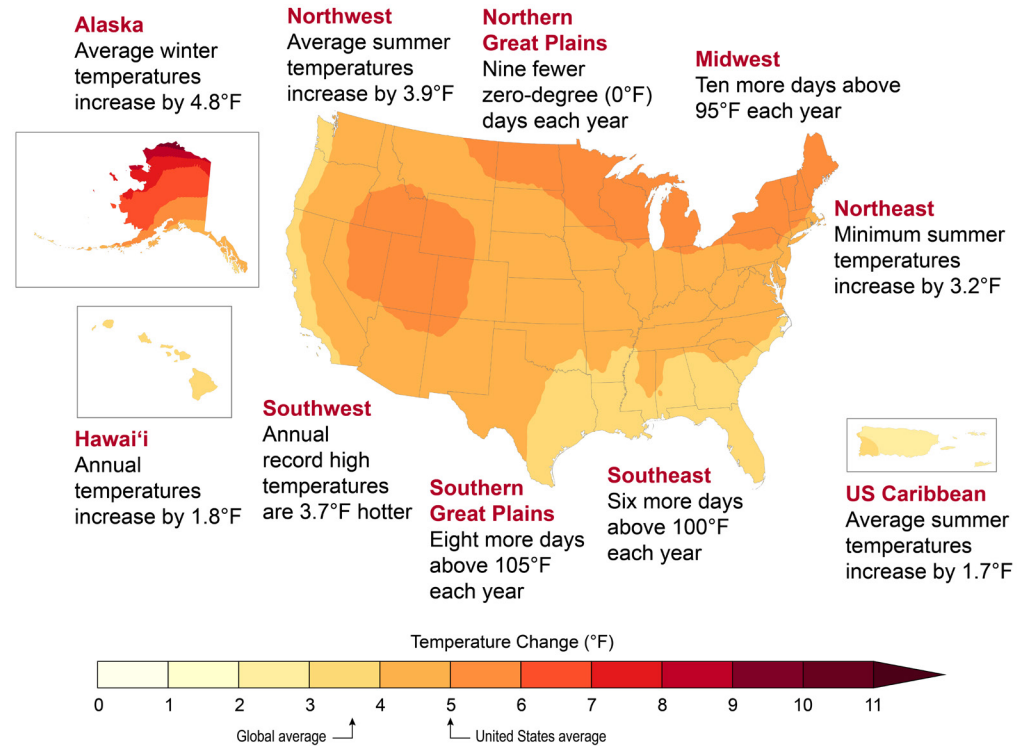 Alaska
Average winter
temperatures
increase by 4.8°F
Northwest
Average summer
temperatures
increase by 3.9°F
Northern
Great Plains
Nine fewer
zero-degree (0°F)
days each year
Midwest
Ten more days above
95°F each year
Northeast
Minimum summer
temperatures
increase by 3.2°F
Hawaiʻi
Annual
temperatures
increase by 1.8°F
Southwest
Annual
record high
temperatures
are 3.7°F hotter
Southern
Great Plains
Eight more days
above 105°F
each year
Southeast
Six more days
above 100°F
each year
US Caribbean
Average summer
temperatures
increase by 1.7°F
Temperature Change (°F)
0 1 2 3 4 5 6 7 8 9 10 11
Global average
United States average